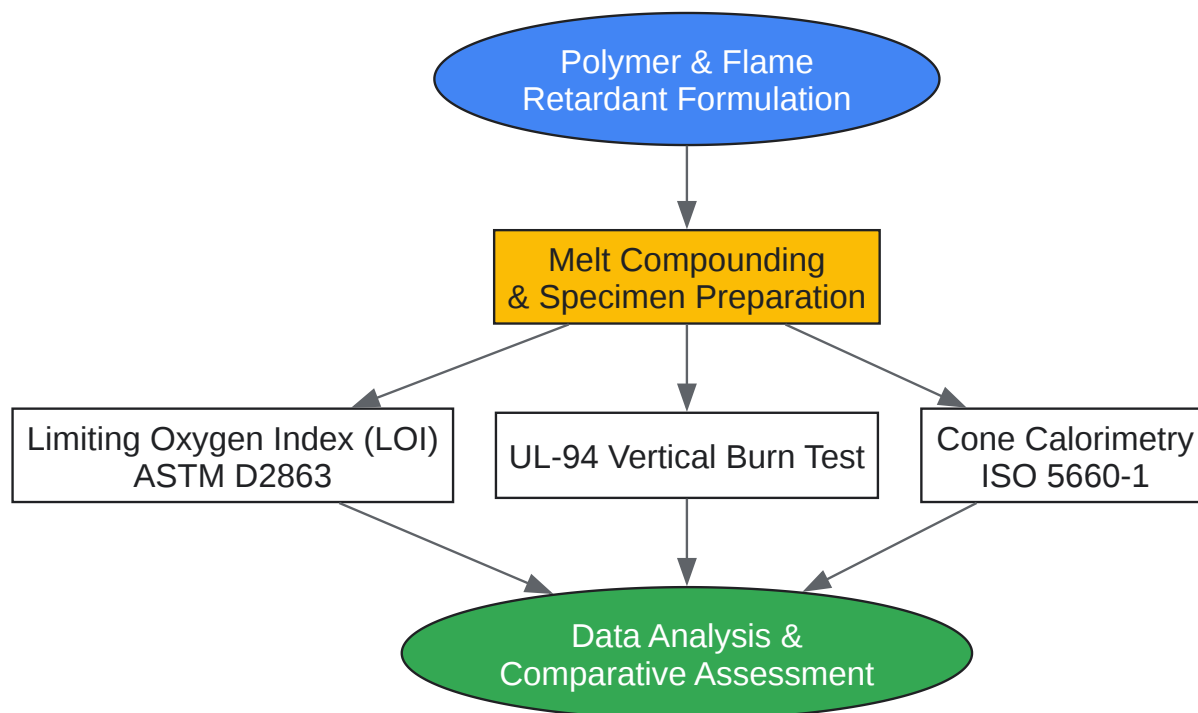 Polymer & Flame
Retardant Formulation
Melt Compounding
& Specimen Preparation
Limiting Oxygen Index (LOI)
ASTM D2863
UL-94 Vertical Burn Test
Cone Calorimetry
ISO 5660-1
Data Analysis &
Comparative Assessment